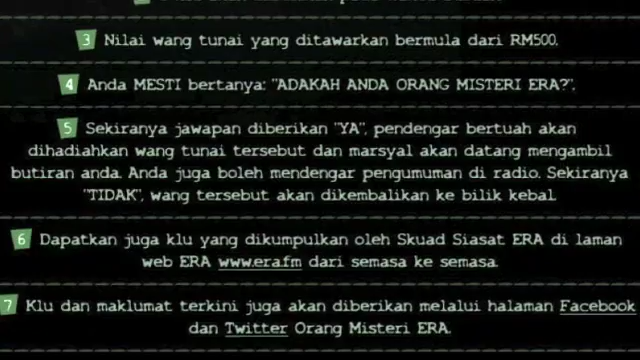 3 Nilai wang tunai yang ditawarkan bermula dari RM500.
4 Anda MESTI bertanya: "ADAKAH ANDA ORANG MISTERI ERA?".
5 Sekiranya jawapan diberikan "YA", pendengar bertuah akan
dihadiahkan wang tunai tersebut dan marsyal akan datang mengambil
butiran anda. Anda juga boleh mendengar pengumuman di radio. Sekiranya
"TIDAK", wang tersebut akan dikembalikan ke bilik kebal.
6 Dapatkan juga klu yang dikumpulkan oleh Skuad Siasat ERA di laman
web ERA www.era.fm dari semasa ke semasa.
7 Klu dan maklumat terkini juga akan diberikan melalui halaman Facebook
dan Twitter Orang Misteri ERA.